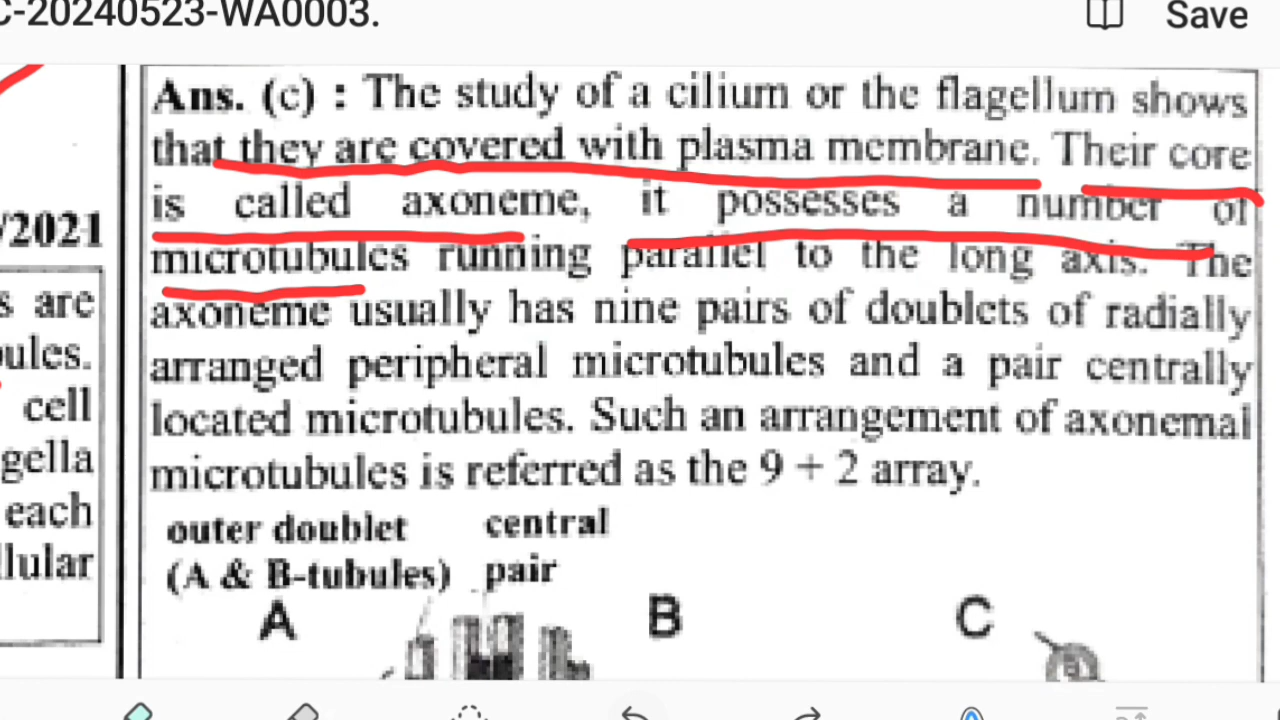 C-20240523-WA0003.
Save
/2021
s are
bules.
cell
gella
each
llular
Ans. (c) : The study of a cilium or the flagellum shows
that they are covered with plasma membrane. Their core
is called axoneme, it possesses a number of
microtubules running parallel to the long axis. The
axoneme usually has nine pairs of doublets of radially
arranged peripheral microtubules and a pair centrally
located microtubules. Such an arrangement of axonemal
microtubules is referred as the 9 + 2 array.
outer doublet central
(A & B-tubules) pair
A B C